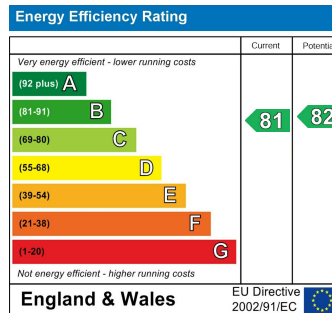 Energy Efficiency Rating
Current Potentia
Very energy efficient - lower running costs
(92 plus) A
(81-91) B
81 82
(69-80) C
(55-68) D
(39-54) E
(21-38) F
(1-20) G
Not energy efficient - higher running costs
England & Wales
EU Directive
2002/91/EC